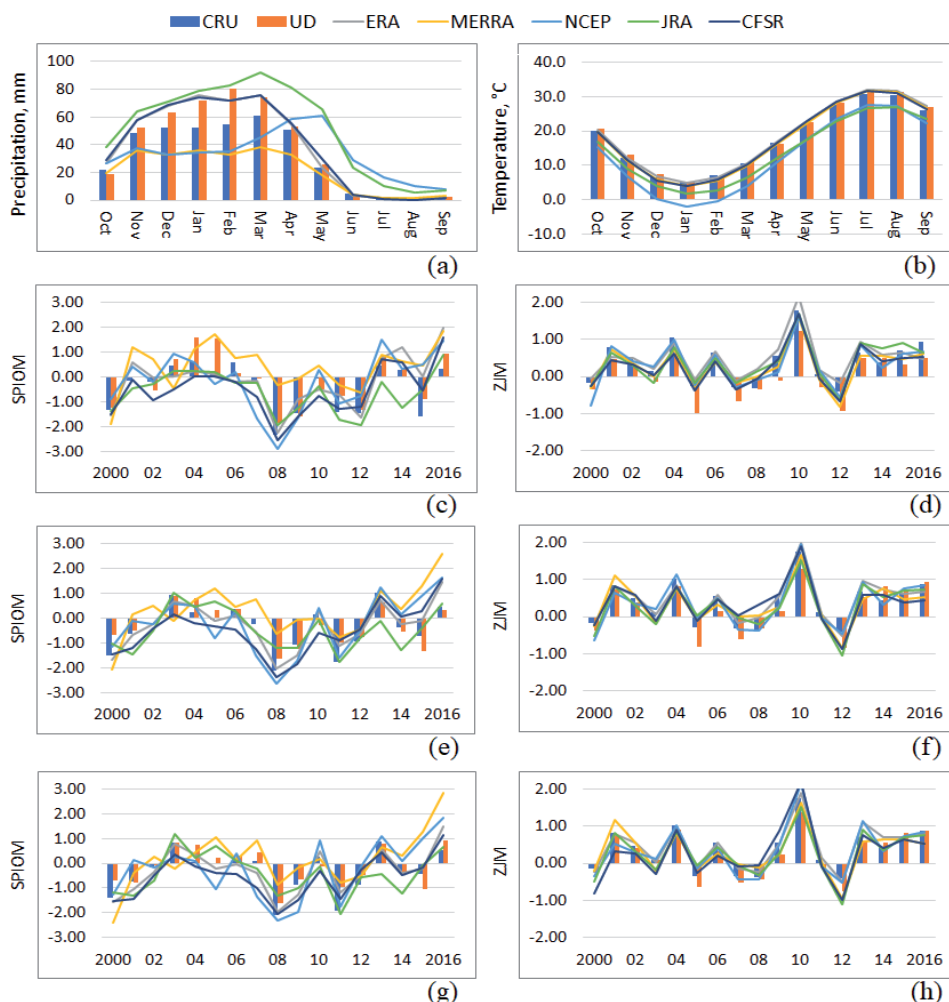 CRU UD ERA MERRA NCEP JRA CFSR
Precipitation, mm
100
80
60
40
20
0
Oct Nov Dec Jan Feb Mar Apr May Jun Jul Aug Sep
(a)
Temperature, °C
40.0
30.0
20.0
10.0
0.0
-10.0
Oct Nov Dec Jan Feb Mar Apr May Jun Jul Aug Sep
(b)
SPIOM
3.00
2.00
1.00
0.00
-1.00
-2.00
-3.00
2000 02 04 06 08 10 12 14 2016
(c)
ZJM
2.00
1.00
0.00
-1.00
-2.00
2000 02 04 06 08 10 12 14 2016
(d)
SPIOM
3.00
2.00
1.00
0.00
-1.00
-2.00
-3.00
2000 02 04 06 08 10 12 14 2016
(e)
ZJM
2.00
1.00
0.00
-1.00
-2.00
2000 02 04 06 08 10 12 14 2016
(f)
SPIOM
3.00
2.00
1.00
0.00
-1.00
-2.00
-3.00
2000 02 04 06 08 10 12 14 2016
(g)
ZJM
2.00
1.00
0.00
-1.00
-2.00
2000 02 04 06 08 10 12 14 2016
(h)